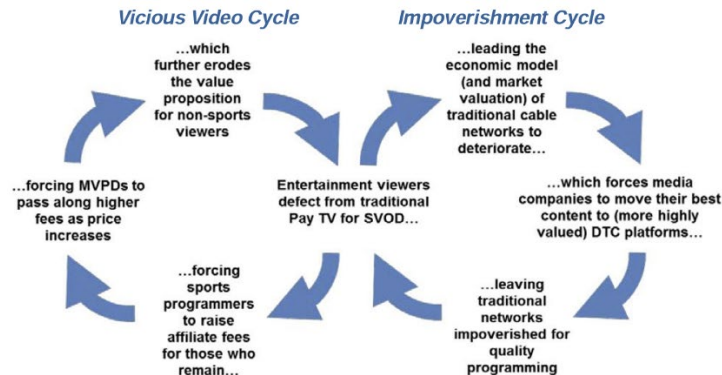 Vicious Video Cycle
Impoverishment Cycle
…which
further erodes
the value
proposition
for non-sports
viewers
…leading the
economic model
(and market
valuation) of
traditional cable
networks to
deteriorate…
…forcing MVPDs to
pass along higher
fees as price
increases
Entertainment viewers
defect from traditional
Pay TV for SVOD…
…which forces media
companies to move their best
content to (more highly
valued) DTC platforms…
…forcing
sports
programmers
to raise
affiliate fees
for those who
remain…
…leaving
traditional
networks
impoverished for
quality
programming